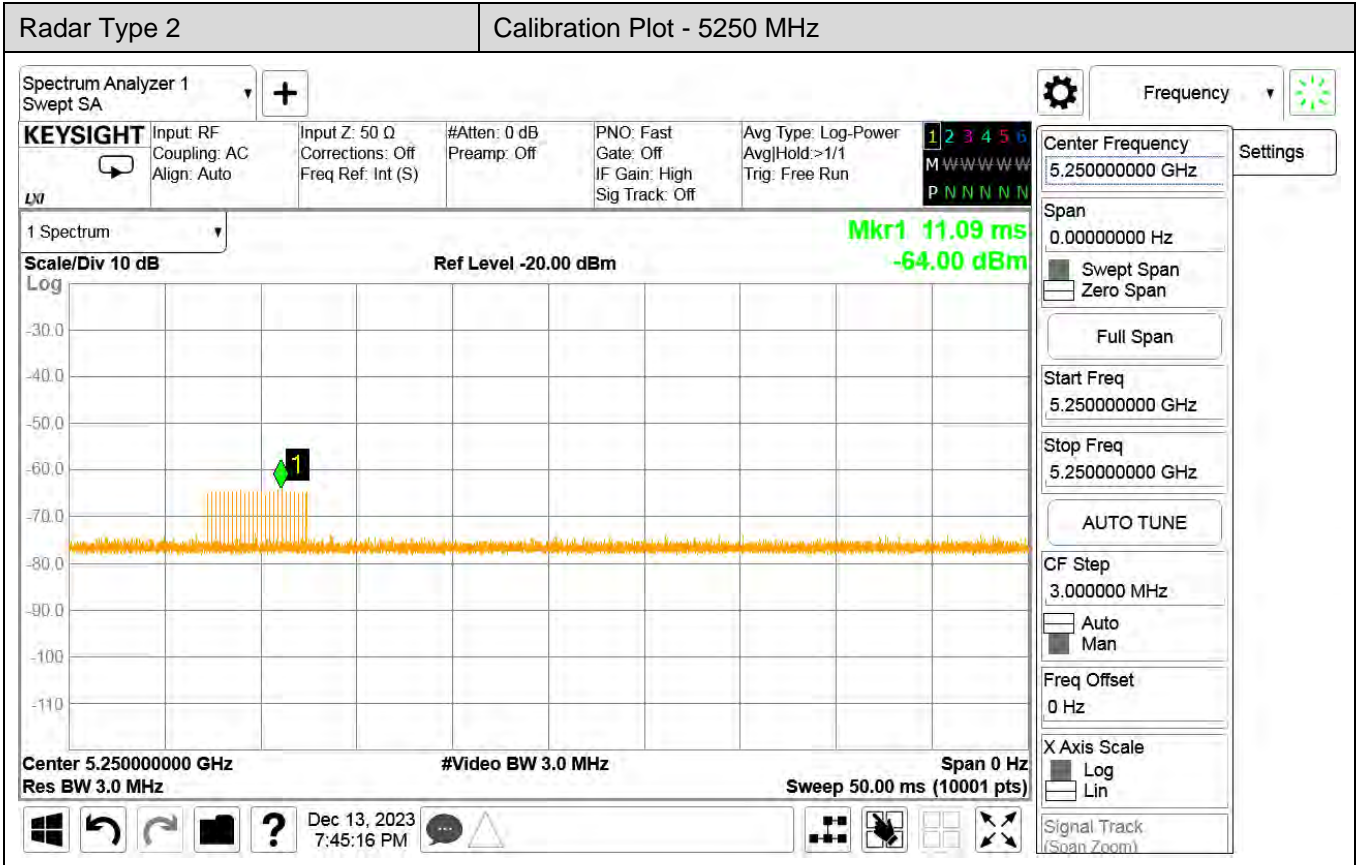 Radar Type 2
Calibration Plot - 5250 MHz
Spectrum Analyzer 1
Swept SA
Frequency
KEYSIGHT
LXI
Input: RF
Coupling: AC
Align: Auto
Input Z: 50 Ω
Corrections: Off
Freq Ref: Int (S)
#Atten: 0 dB
Preamp: Off
PNO: Fast
Gate: Off
IF Gain: High
Sig Track: Off
Avg Type: Log-Power
Avg|Hold:>1/1
Trig: Free Run
1 2 3 4 5 6
M W W W W W W
P N N N N N N
Settings
1 Spectrum
Mkr1 11.09 ms
-64.00 dBm
Scale/Div 10 dB
Ref Level -20.00 dBm
Log
-30.0
-40.0
-50.0
-60.0
-70.0
-80.0
-90.0
-100
-110
1
Center 5.250000000 GHz
#Video BW 3.0 MHz
Span 0 Hz
Res BW 3.0 MHz
Sweep 50.00 ms (10001 pts)
Center Frequency
5.250000000 GHz
Span
0.00000000 Hz
Swept Span
Zero Span
Full Span
Start Freq
5.250000000 GHz
Stop Freq
5.250000000 GHz
AUTO TUNE
CF Step
3.000000 MHz
Auto
Man
Freq Offset
0 Hz
X Axis Scale
Log
Lin
Signal Track
(Span Zoom)
?
Dec 13, 2023
7:45:16 PM